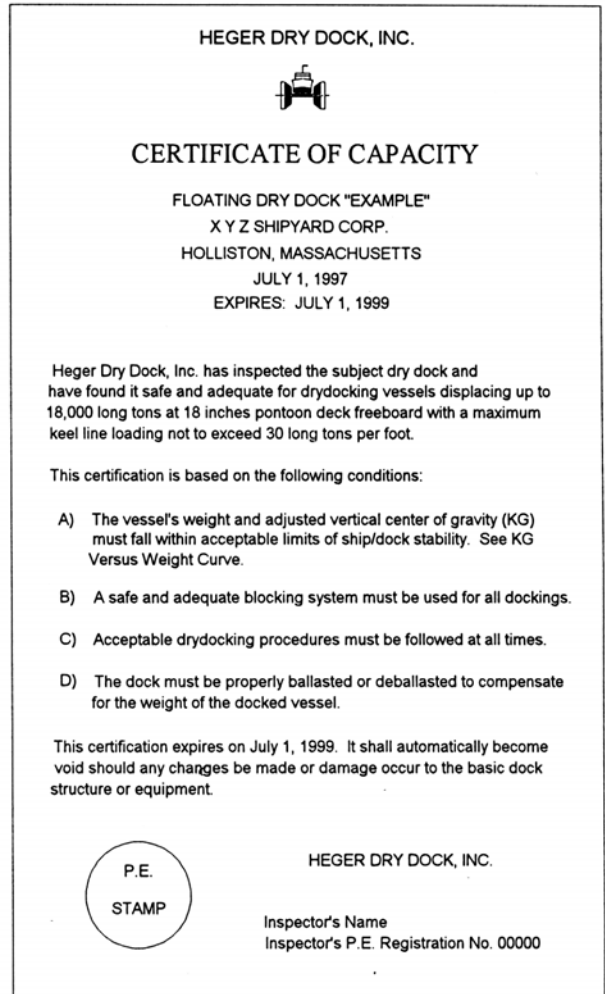 HEGER DRY DOCK, INC.
CERTIFICATE OF CAPACITY
FLOATING DRY DOCK "EXAMPLE"
X Y Z SHIPYARD CORP.
HOLLISTON, MASSACHUSETTS
JULY 1, 1997
EXPIRES: JULY 1, 1999
Heger Dry Dock, Inc. has inspected the subject dry dock and
have found it safe and adequate for drydocking vessels displacing up to
18,000 long tons at 18 inches pontoon deck freeboard with a maximum
keel line loading not to exceed 30 long tons per foot.
This certification is based on the following conditions:
A) The vessel's weight and adjusted vertical center of gravity (KG)
must fall within acceptable limits of ship/dock stability. See KG
Versus Weight Curve.
B) A safe and adequate blocking system must be used for all dockings.
C) Acceptable drydocking procedures must be followed at all times.
D) The dock must be properly ballasted or deballasted to compensate
for the weight of the docked vessel.
This certification expires on July 1, 1999. It shall automatically become
void should any changes be made or damage occur to the basic dock
structure or equipment.
P.E.
STAMP
HEGER DRY DOCK, INC.
Inspector's Name
Inspector's P.E. Registration No. 00000